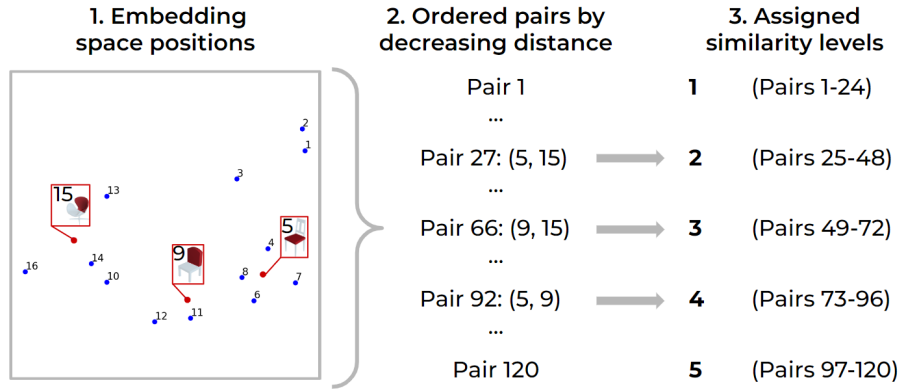 1. Embedding
space positions
2. Ordered pairs by
decreasing distance
3. Assigned
similarity levels
2
1
3
15
13
5
4
9
16
14
10
8
7
6
12
11
Pair 1
...
Pair 27: (5, 15)
...
Pair 66: (9, 15)
...
Pair 92: (5, 9)
...
Pair 120
1 (Pairs 1-24)
2 (Pairs 25-48)
3 (Pairs 49-72)
4 (Pairs 73-96)
5 (Pairs 97-120)